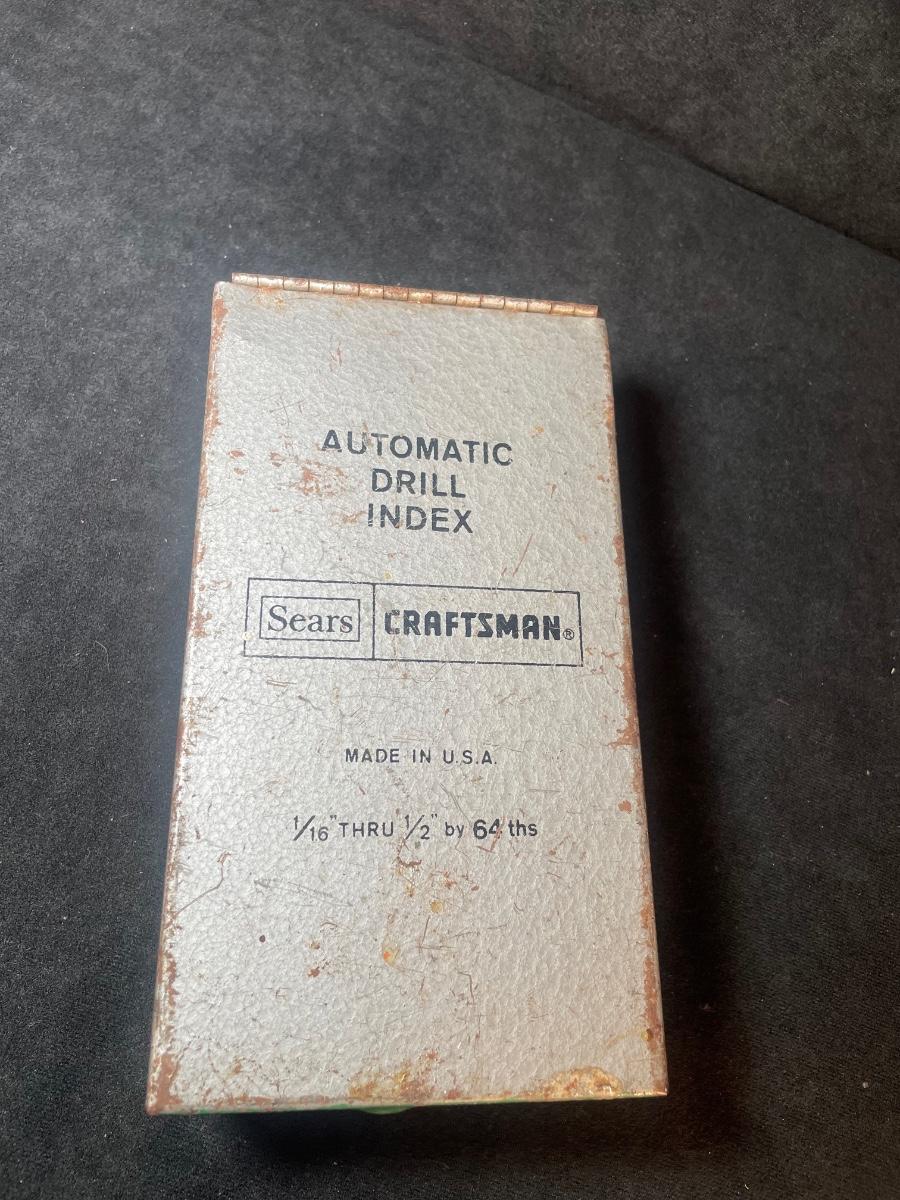 AUTOMATIC
DRILL
INDEX
Sears CRAFTSMAN®
MADE IN U.S.A.
1/16" THRU 1/2" by 64 ths